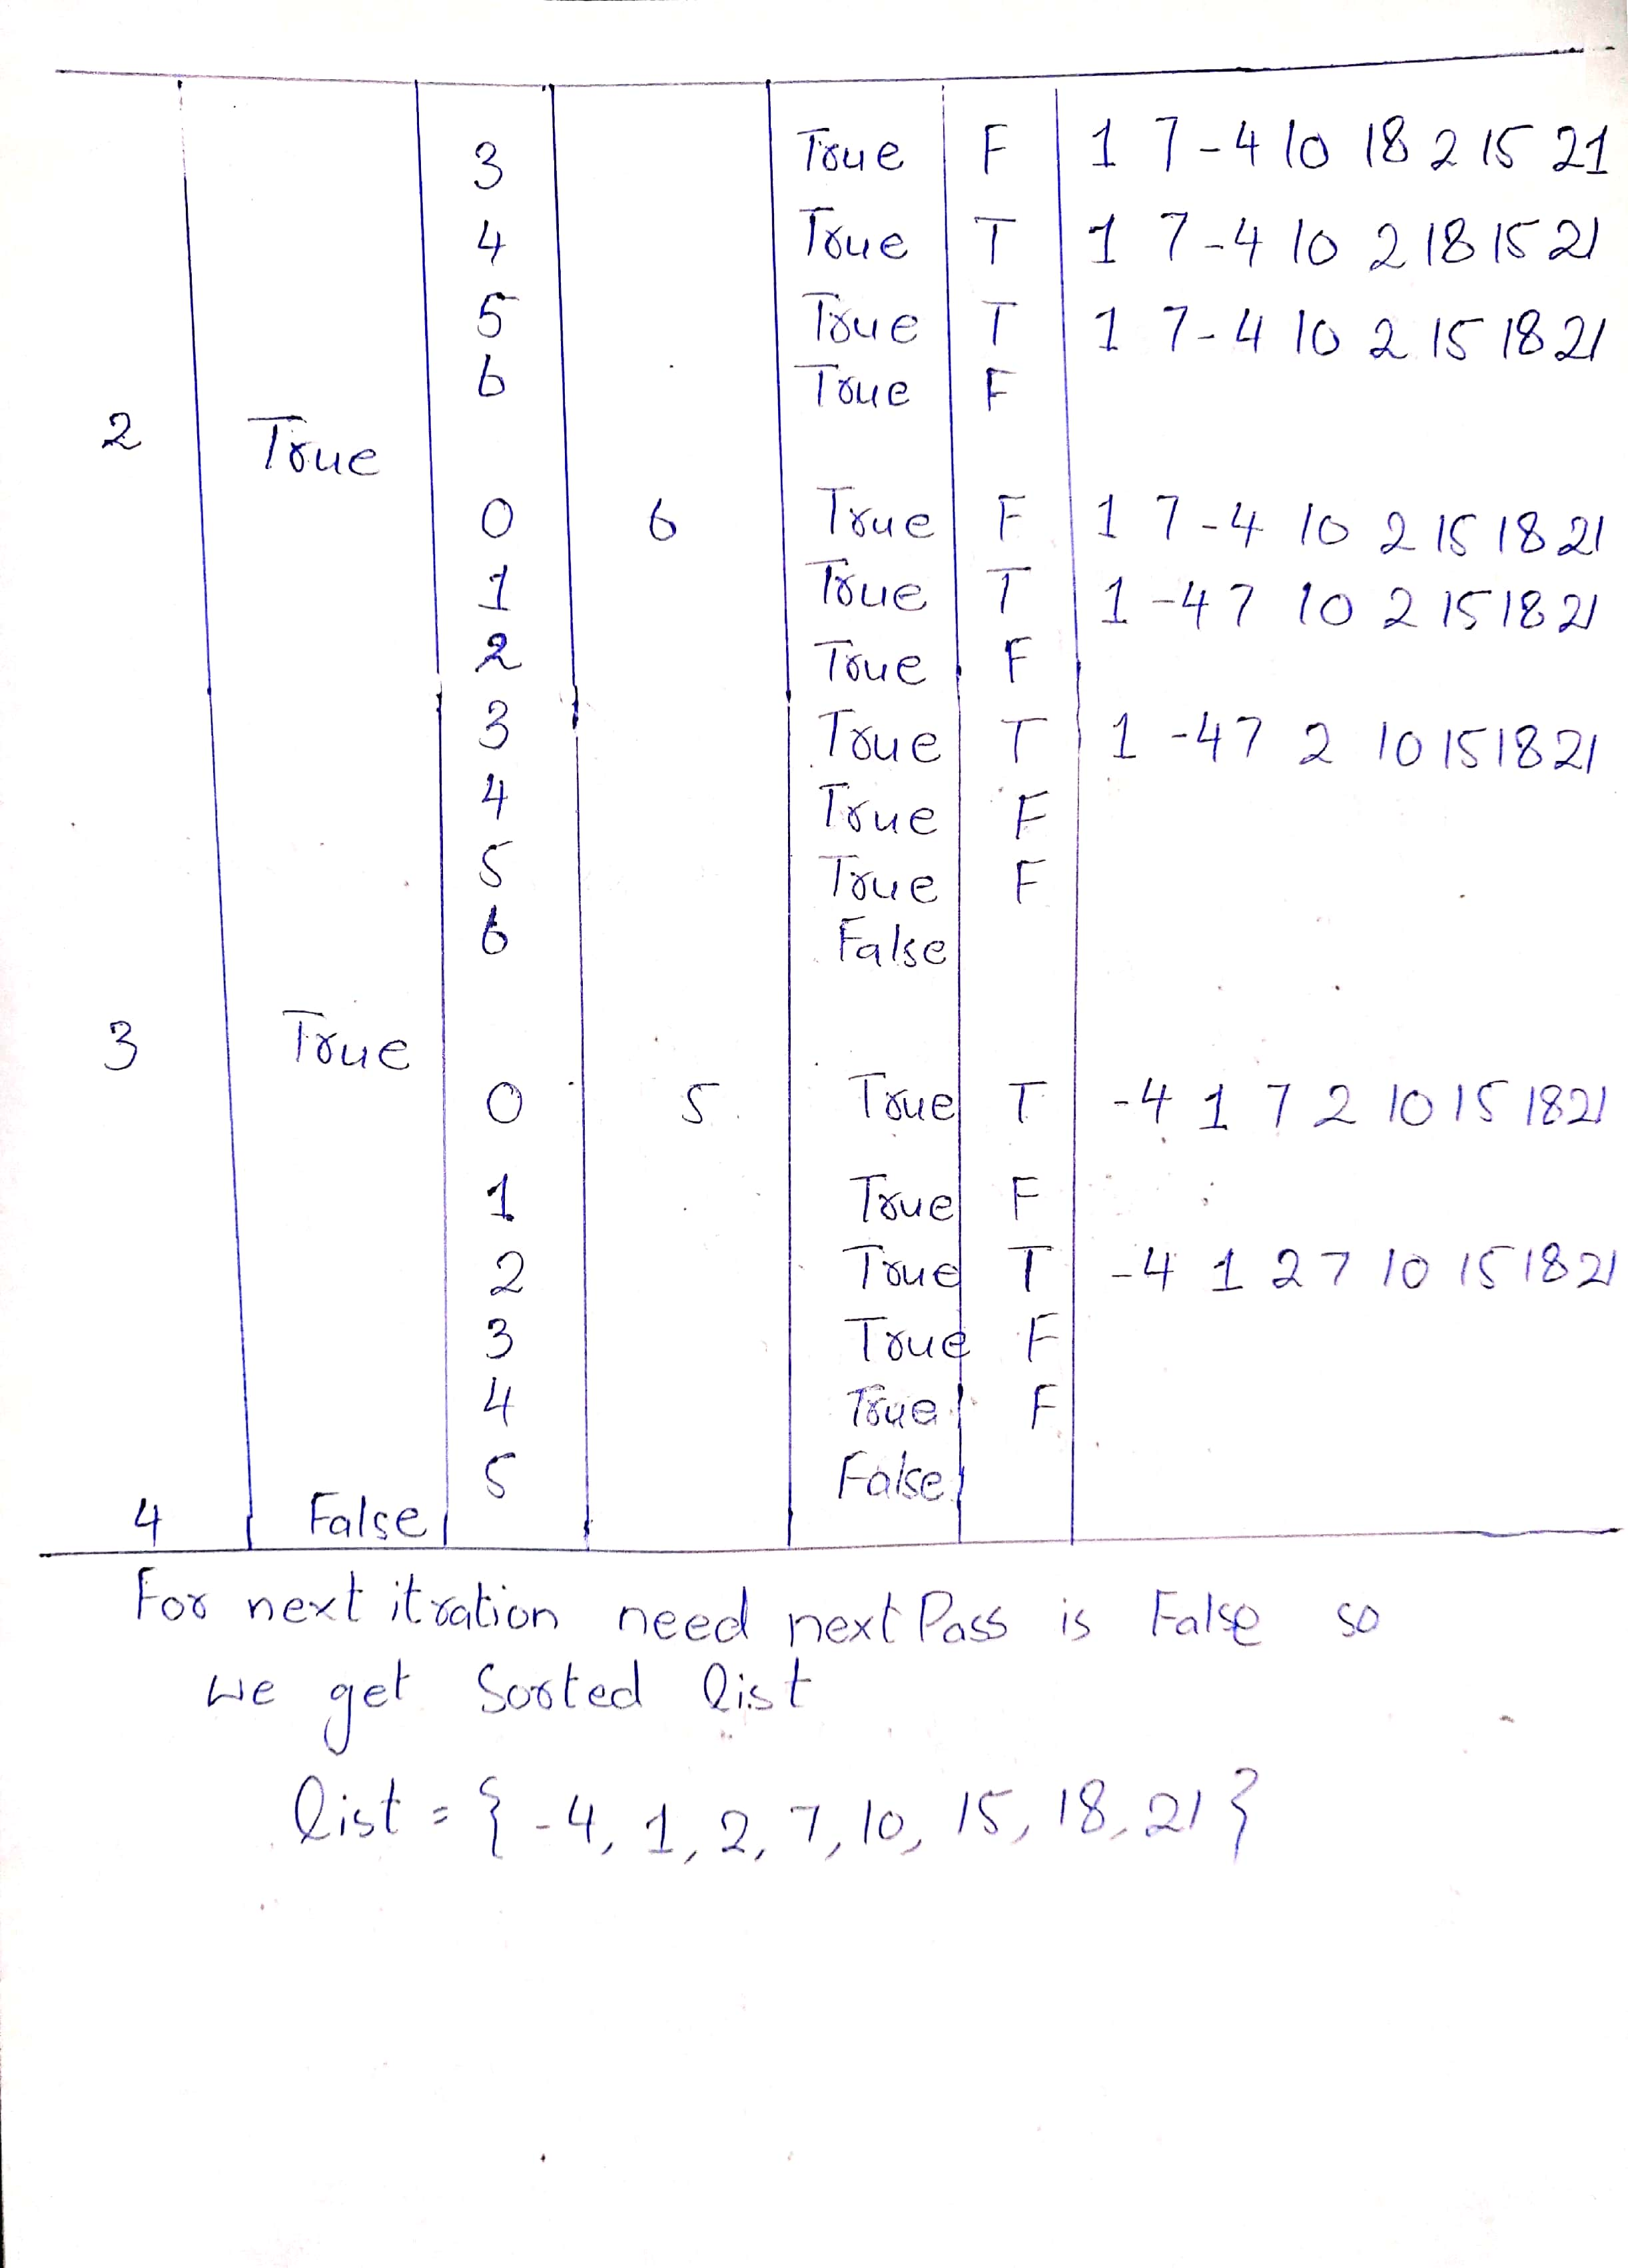 3 True F 1 7 -4 10 18 2 15 21
4 True T 1 7 -4 10 2 18 15 21
5 True T 1 7 -4 10 2 15 18 21
6 True F
2 True
0 6 True F 1 7 -4 10 2 15 18 21
1 True T 1 -4 7 10 2 15 18 21
2 True F
3 True T 1 -4 7 2 10 15 18 21
4 True F
5 True F
6 False
3 True
0 5 True T -4 1 7 2 10 15 18 21
1 True F
2 True T -4 1 2 7 10 15 18 21
3 True F
4 True F
5 False
4 False
For next itration need next Pass is False so
we get Sorted list
list = { -4, 1, 2, 7, 10, 15, 18, 21 }